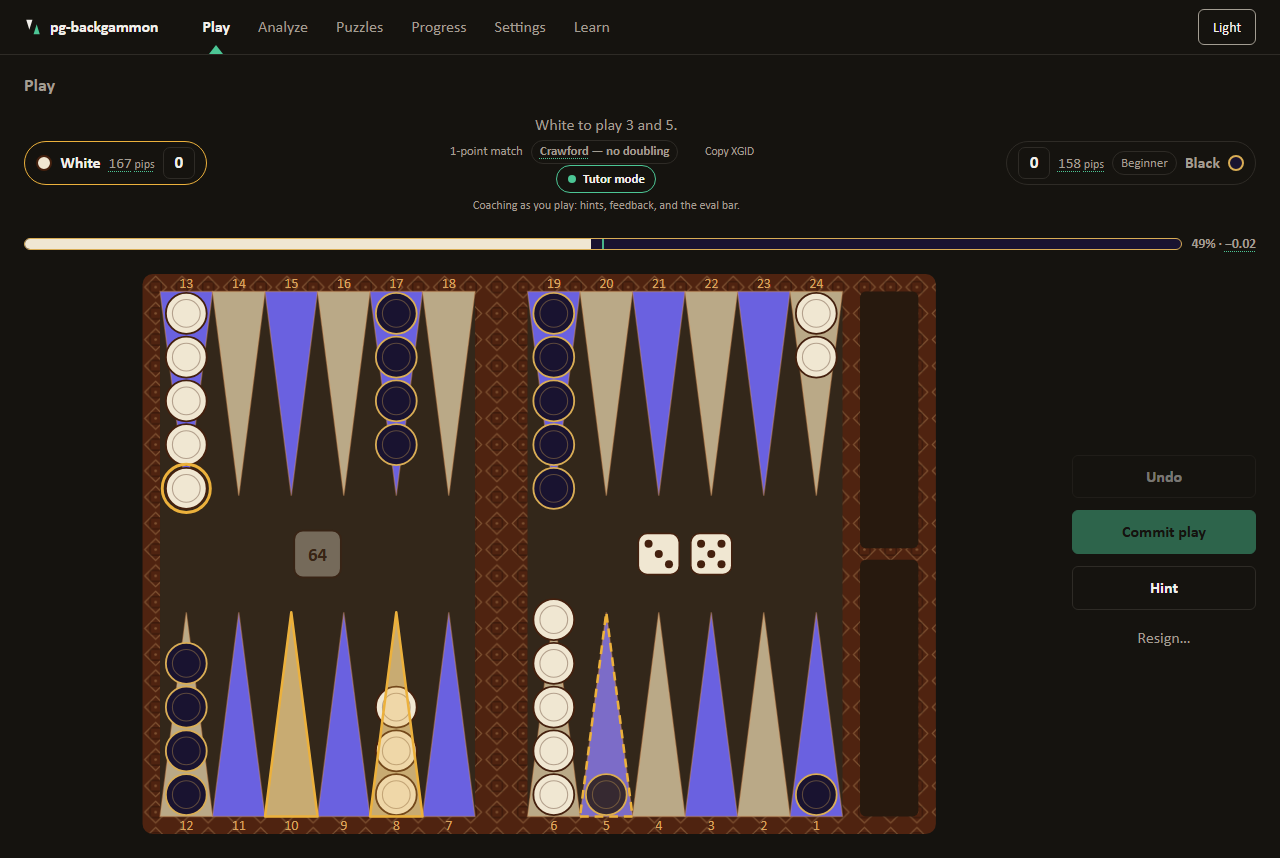 pg-backgammon Play Analyze Puzzles Progress Settings Learn Light
Play
White to play 3 and 5.
White 167 pips 0
1-point match Crawford — no doubling Copy XGID
0 158 pips Beginner Black
Tutor mode
Coaching as you play: hints, feedback, and the eval bar.
49% · −0.02
13 14 15 16 17 18 19 20 21 22 23 24
64
Undo
Commit play
Hint
Resign...
12 11 10 9 8 7 6 5 4 3 2 1